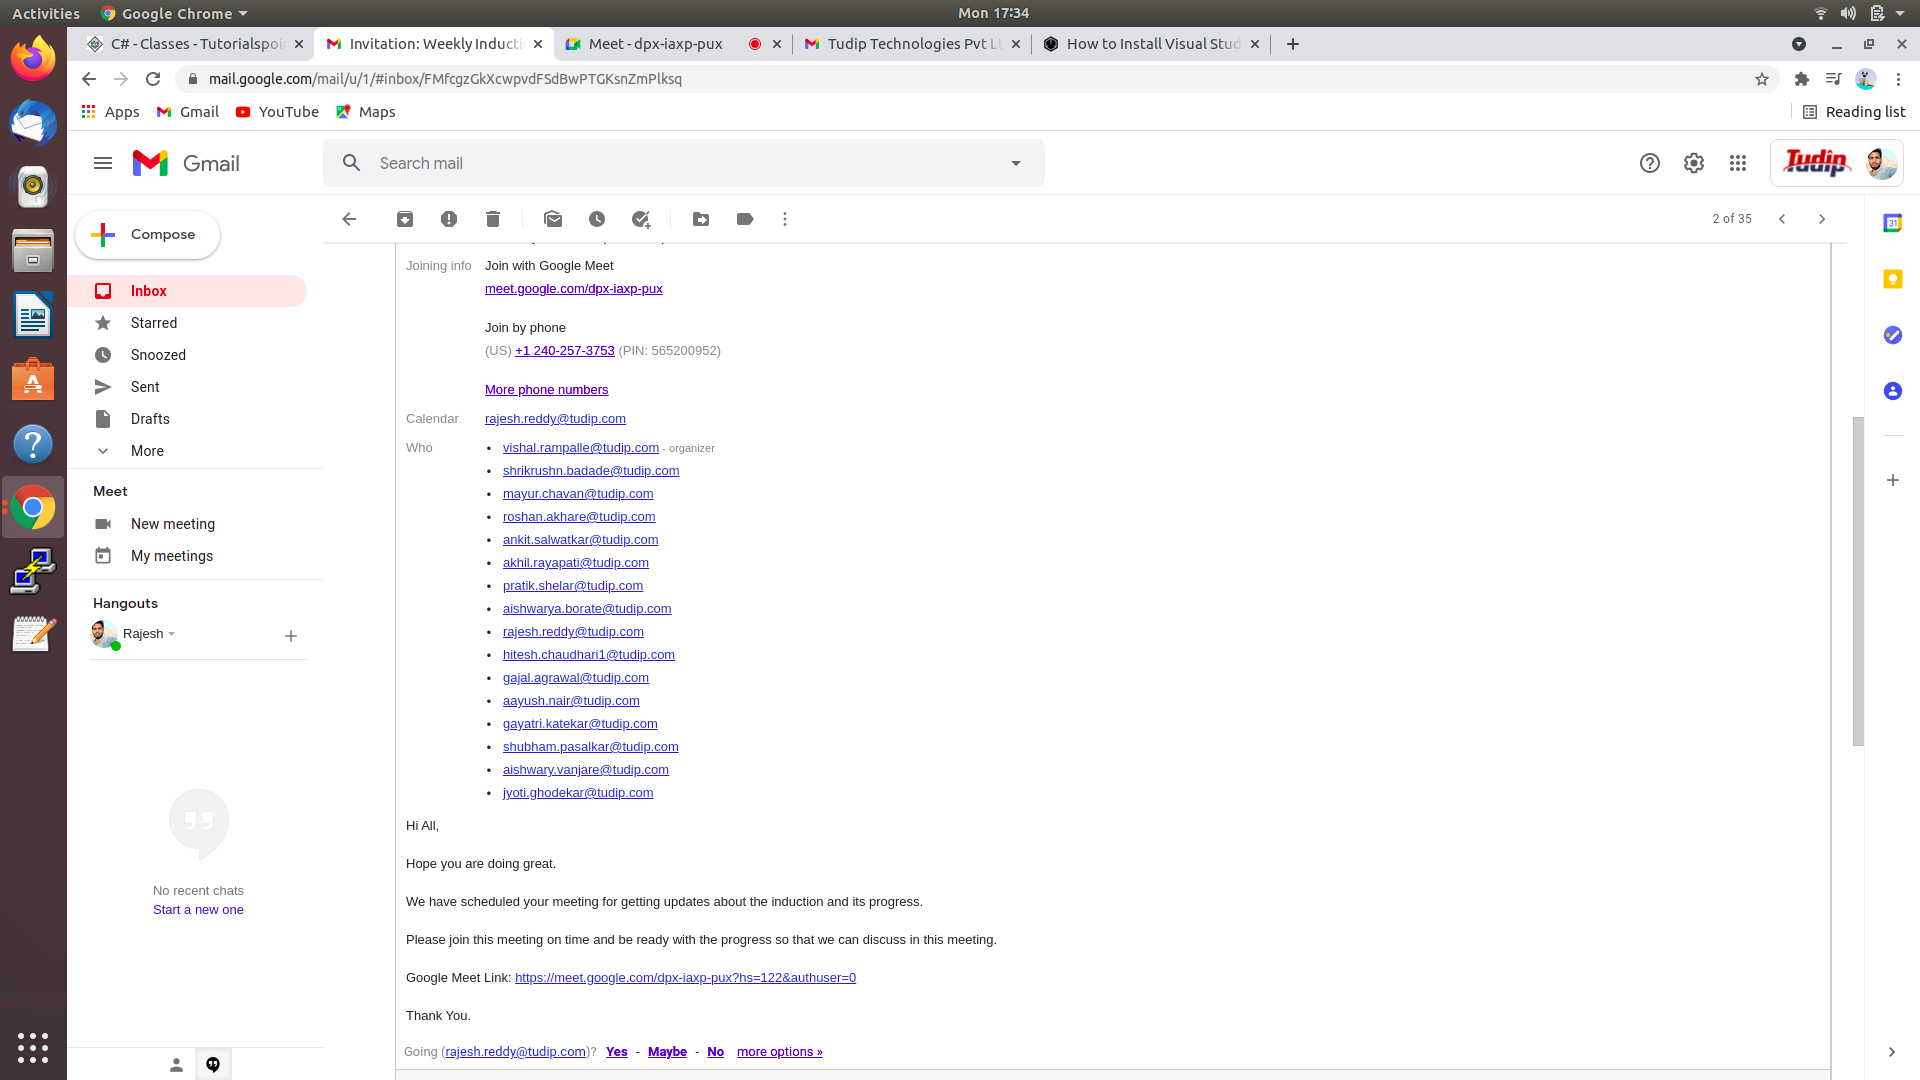 Activities
Google Chrome
Mon 17:34
C# - Classes - Tutorialspoi
Invitation: Weekly Inducti
Meet - dpx-iaxp-pux
Tudip Technologies Pvt Lt
How to Install Visual Stud
mail.google.com/mail/u/1/#inbox/FMfcgzGkXcwpvdFSdBwPTGKsnZmPlksq
Apps
Gmail
YouTube
Maps
Reading list
Gmail
Search mail
Tudip
Compose
2 of 35
Inbox
Starred
Snoozed
Sent
Drafts
More
Meet
New meeting
My meetings
Hangouts
Rajesh
No recent chats
Start a new one
Joining info
Join with Google Meet
meet.google.com/dpx-iaxp-pux
Join by phone
(US) +1 240-257-3753 (PIN: 565200952)
More phone numbers
Calendar
rajesh.reddy@tudip.com
Who
• vishal.rampalle@tudip.com - organizer
• shrikrushn.badade@tudip.com
• mayur.chavan@tudip.com
• roshan.akhare@tudip.com
• ankit.salwatkar@tudip.com
• akhil.rayapati@tudip.com
• pratik.shelar@tudip.com
• aishwarya.borate@tudip.com
• rajesh.reddy@tudip.com
• hitesh.chaudhari1@tudip.com
• gajal.agrawal@tudip.com
• aayush.nair@tudip.com
• gayatri.katekar@tudip.com
• shubham.pasalkar@tudip.com
• aishwary.vanjare@tudip.com
• jyoti.ghodekar@tudip.com
Hi All,
Hope you are doing great.
We have scheduled your meeting for getting updates about the induction and its progress.
Please join this meeting on time and be ready with the progress so that we can discuss in this meeting.
Google Meet Link: https://meet.google.com/dpx-iaxp-pux?hs=122&authuser=0
Thank You.
Going (rajesh.reddy@tudip.com)? Yes - Maybe - No more options »
31